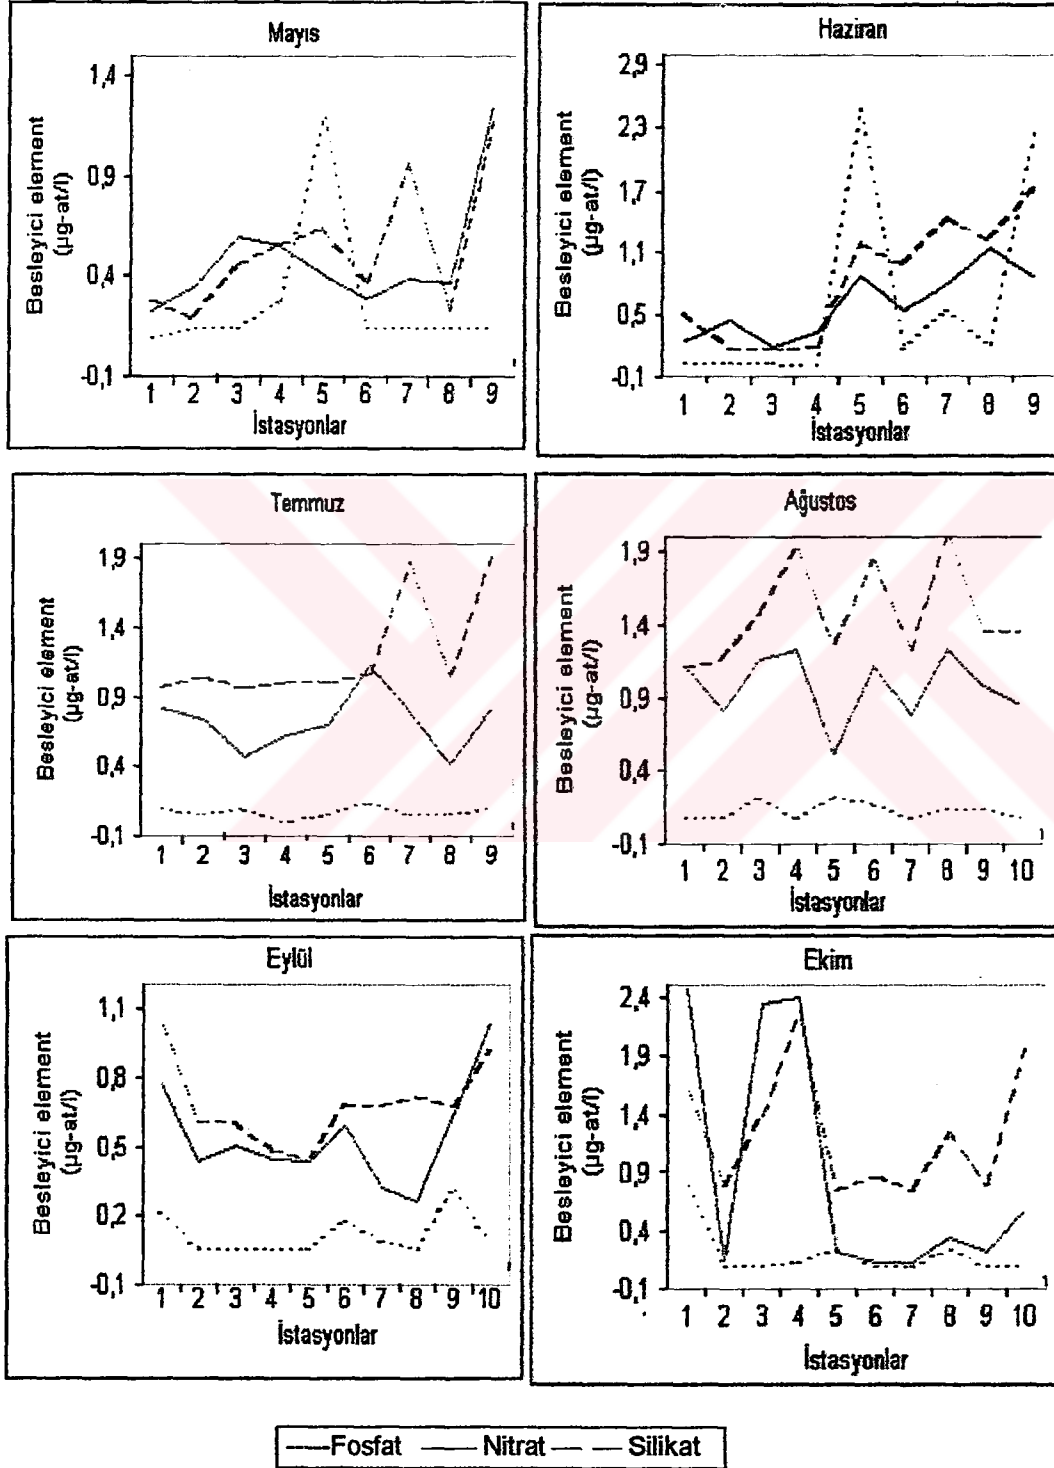 Mayıs
Besleyici element
(µg-at/l)
1,4
0,9
0,4
-0,1
1 2 3 4 5 6 7 8 9
İstasyonlar
Haziran
Besleyici element
(µg-at/l)
2,9
2,3
1,7
1,1
0,5
-0,1
1 2 3 4 5 6 7 8 9
İstasyonlar
Temmuz
Besleyici element
(µg-at/l)
1,9
1,4
0,9
0,4
-0,1
1 2 3 4 5 6 7 8 9
İstasyonlar
Ağustos
Besleyici element
(µg-at/l)
1,9
1,4
0,9
0,4
-0,1
1 2 3 4 5 6 7 8 9 10
İstasyonlar
Eylül
Besleyici element
(µg-at/l)
1,1
0,8
0,5
0,2
-0,1
1 2 3 4 5 6 7 8 9 10
İstasyonlar
Ekim
Besleyici element
(µg-at/l)
2,4
1,9
1,4
0,9
0,4
-0,1
1 2 3 4 5 6 7 8 9 10
İstasyonlar
Fosfat Nitrat Silikat